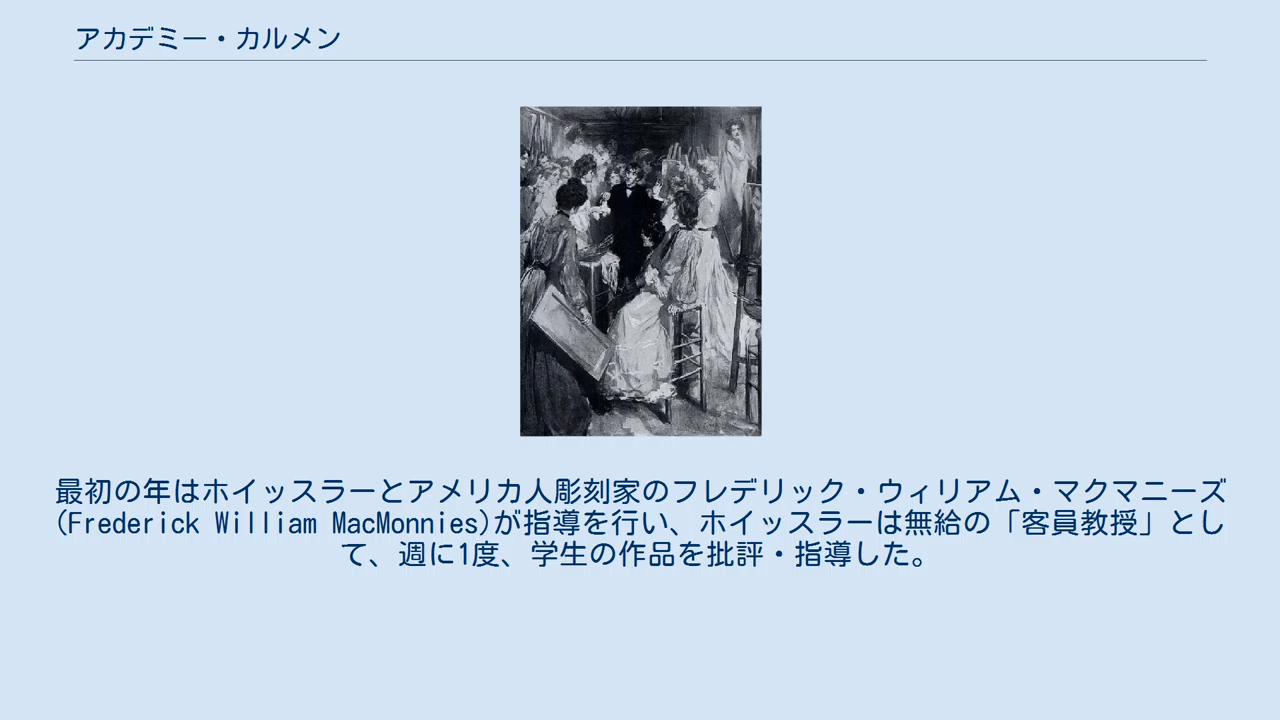 アカデミー・カルメン
最初の年はホイッスラーとアメリカ人彫刻家のフレデリック・ウィリアム・マクマニーズ
(Frederick William MacMonnies)が指導を行い、ホイッスラーは無給の「客員教授」とし
て、週に1度、学生の作品を批評・指導した。